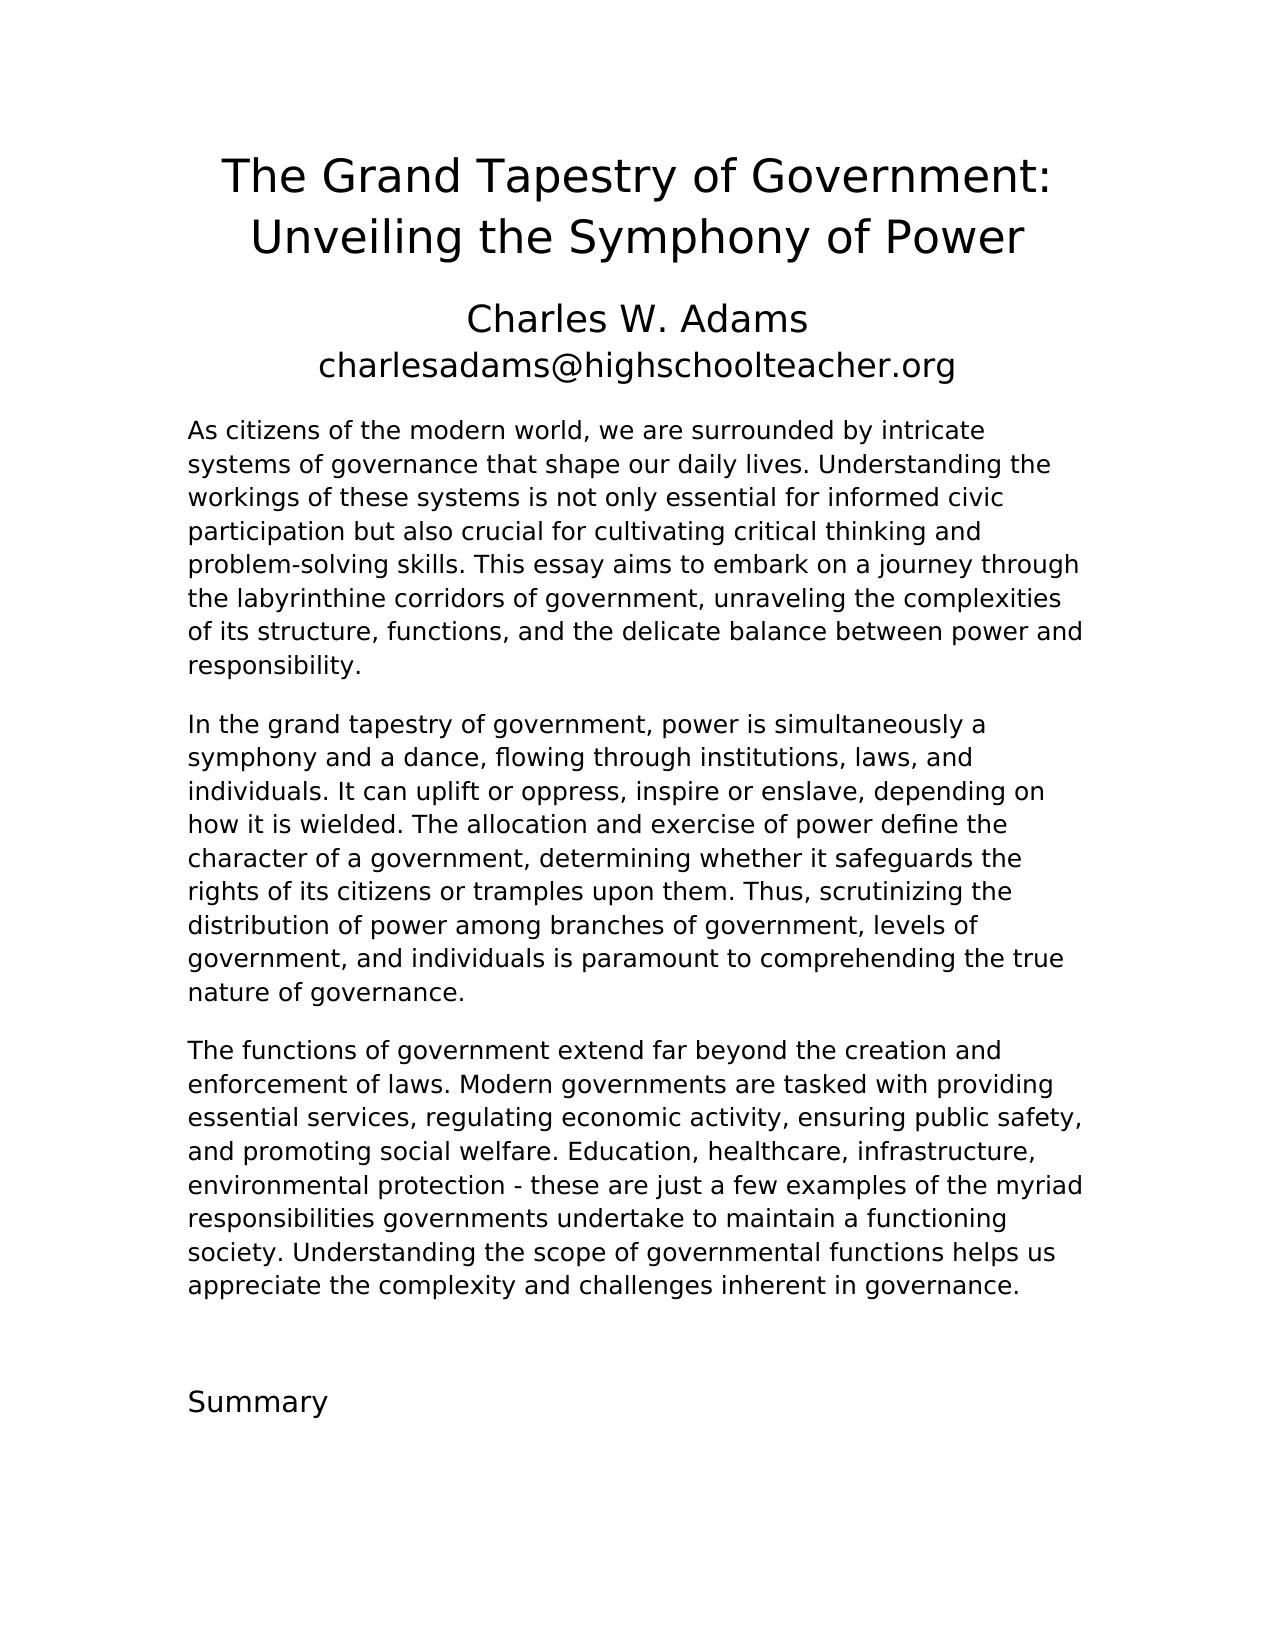 The Grand Tapestry of Government:
Unveiling the Symphony of Power
Charles W. Adams
charlesadams@highschoolteacher.org
As citizens of the modern world, we are surrounded by intricate
systems of governance that shape our daily lives. Understanding the
workings of these systems is not only essential for informed civic
participation but also crucial for cultivating critical thinking and
problem-solving skills. This essay aims to embark on a journey through
the labyrinthine corridors of government, unraveling the complexities
of its structure, functions, and the delicate balance between power and
responsibility.
In the grand tapestry of government, power is simultaneously a
symphony and a dance, flowing through institutions, laws, and
individuals. It can uplift or oppress, inspire or enslave, depending on
how it is wielded. The allocation and exercise of power define the
character of a government, determining whether it safeguards the
rights of its citizens or tramples upon them. Thus, scrutinizing the
distribution of power among branches of government, levels of
government, and individuals is paramount to comprehending the true
nature of governance.
The functions of government extend far beyond the creation and
enforcement of laws. Modern governments are tasked with providing
essential services, regulating economic activity, ensuring public safety,
and promoting social welfare. Education, healthcare, infrastructure,
environmental protection - these are just a few examples of the myriad
responsibilities governments undertake to maintain a functioning
society. Understanding the scope of governmental functions helps us
appreciate the complexity and challenges inherent in governance.
Summary